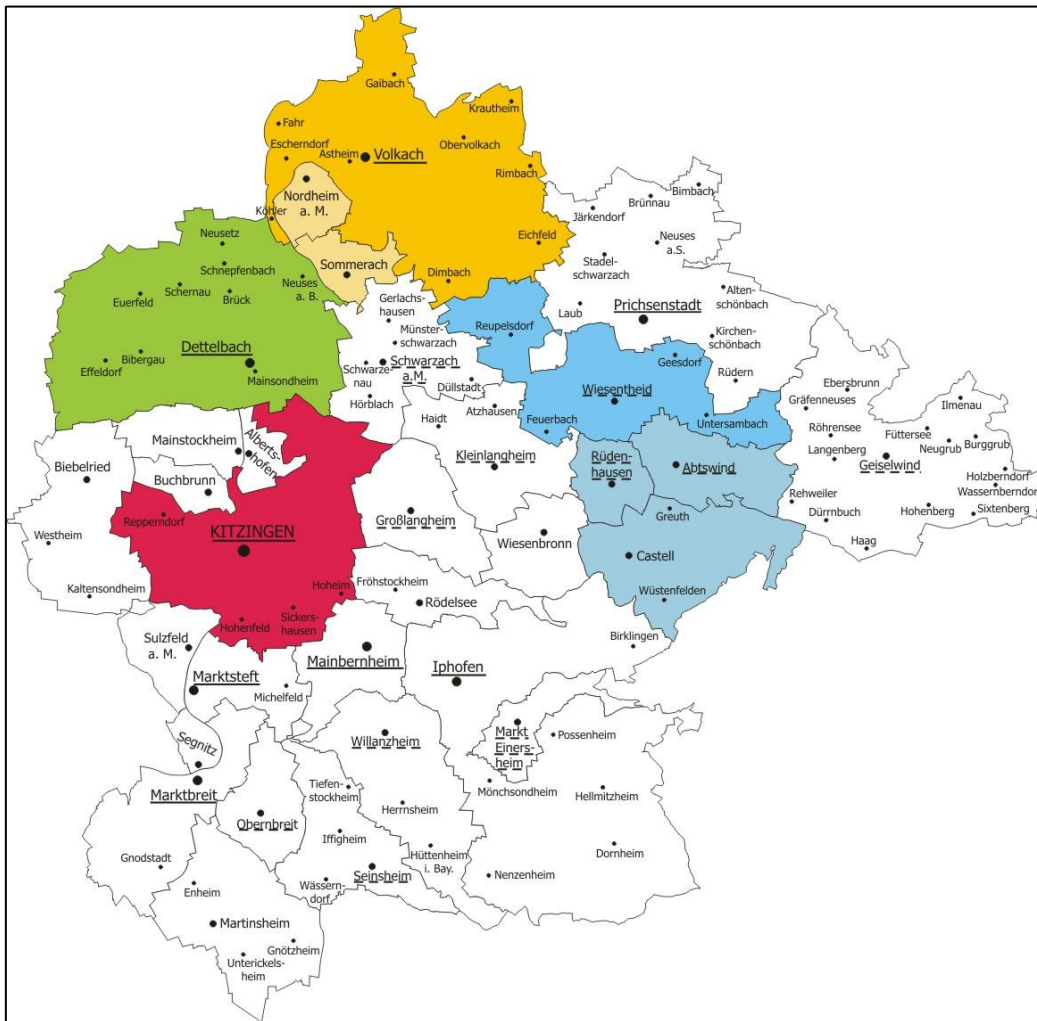 Gaibach
Krautheim
Fahr
Obervolkach
Escherndorf
Astheim
Volkach
Rimbach
Nordheim
a. M.
Köhler
Eichfeld
Sommerach
Dimbach
Bimbach
Brünnau
Järkendorf
Neuses
a.S.
Stadel-
schwarzach
Alten-
schönbach
Laub
Prichsenstadt
Kirchen-
schönbach
Rüdern
Neusetz
Schnepfenbach
Neuses
a. B.
Schernau
Euerfeld
Brück
Dettelbach
Bibergau
Effeldorf
Mainsondheim
Gerlachs-
hausen
Münster-
schwarzach
Schwarzach
a.M.
Schwarze-
nau
Düllstadt
Hörblach
Reupelsdorf
Geesdorf
Wiesentheid
Feuerbach
Untersambach
Atzhausen
Haidt
Kleinlangheim
Rüden-
hausen
Abtswind
Greuth
Castell
Wüstenfelden
Ebersbrunn
Gräfenneuses
Ilmenau
Röhrensee
Füttersee
Burggrub
Langenberg
Neugrub
Geiselwind
Holzberndorf
Wassernberndorf
Rehweiler
Hohenberg
Sixtenberg
Dürrnbuch
Haag
Mainstockheim
Alberts-
hofen
Biebelried
Buchbrunn
Repperndorf
KITZINGEN
Westheim
Kaltensondheim
Hoheim
Sickers-
hausen
Hohenfeld
Großlangheim
Wiesenbronn
Fröhstockheim
Rödelsee
Birklingen
Sulzfeld
a. M.
Marktsteft
Michelfeld
Mainbernheim
Iphofen
Segnitz
Marktbreit
Willanzheim
Markt
Einers-
heim
Possenheim
Mönchsondheim
Hellmitzheim
Tiefen-
stockheim
Herrnsheim
Obernbreit
Iffigheim
Hüttenheim
i. Bay.
Dornheim
Nenzenheim
Gnodstadt
Seinsheim
Wässern-
dorf
Enheim
Martinsheim
Gnötzheim
Unterickels-
heim